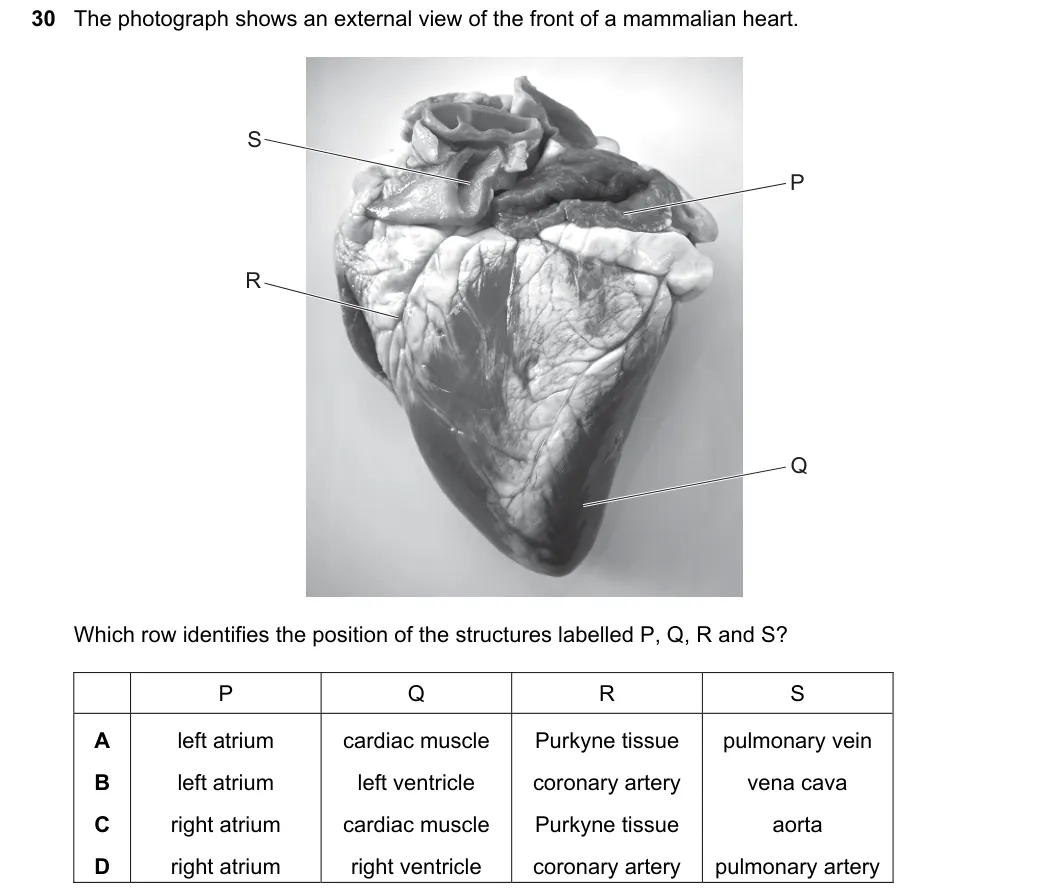 30 The photograph shows an external view of the front of a mammalian heart.
S
P
R
Q
Which row identifies the position of the structures labelled P, Q, R and S?
P Q R S
A left atrium cardiac muscle Purkyne tissue pulmonary vein
B left atrium left ventricle coronary artery vena cava
C right atrium cardiac muscle Purkyne tissue aorta
D right atrium right ventricle coronary artery pulmonary artery